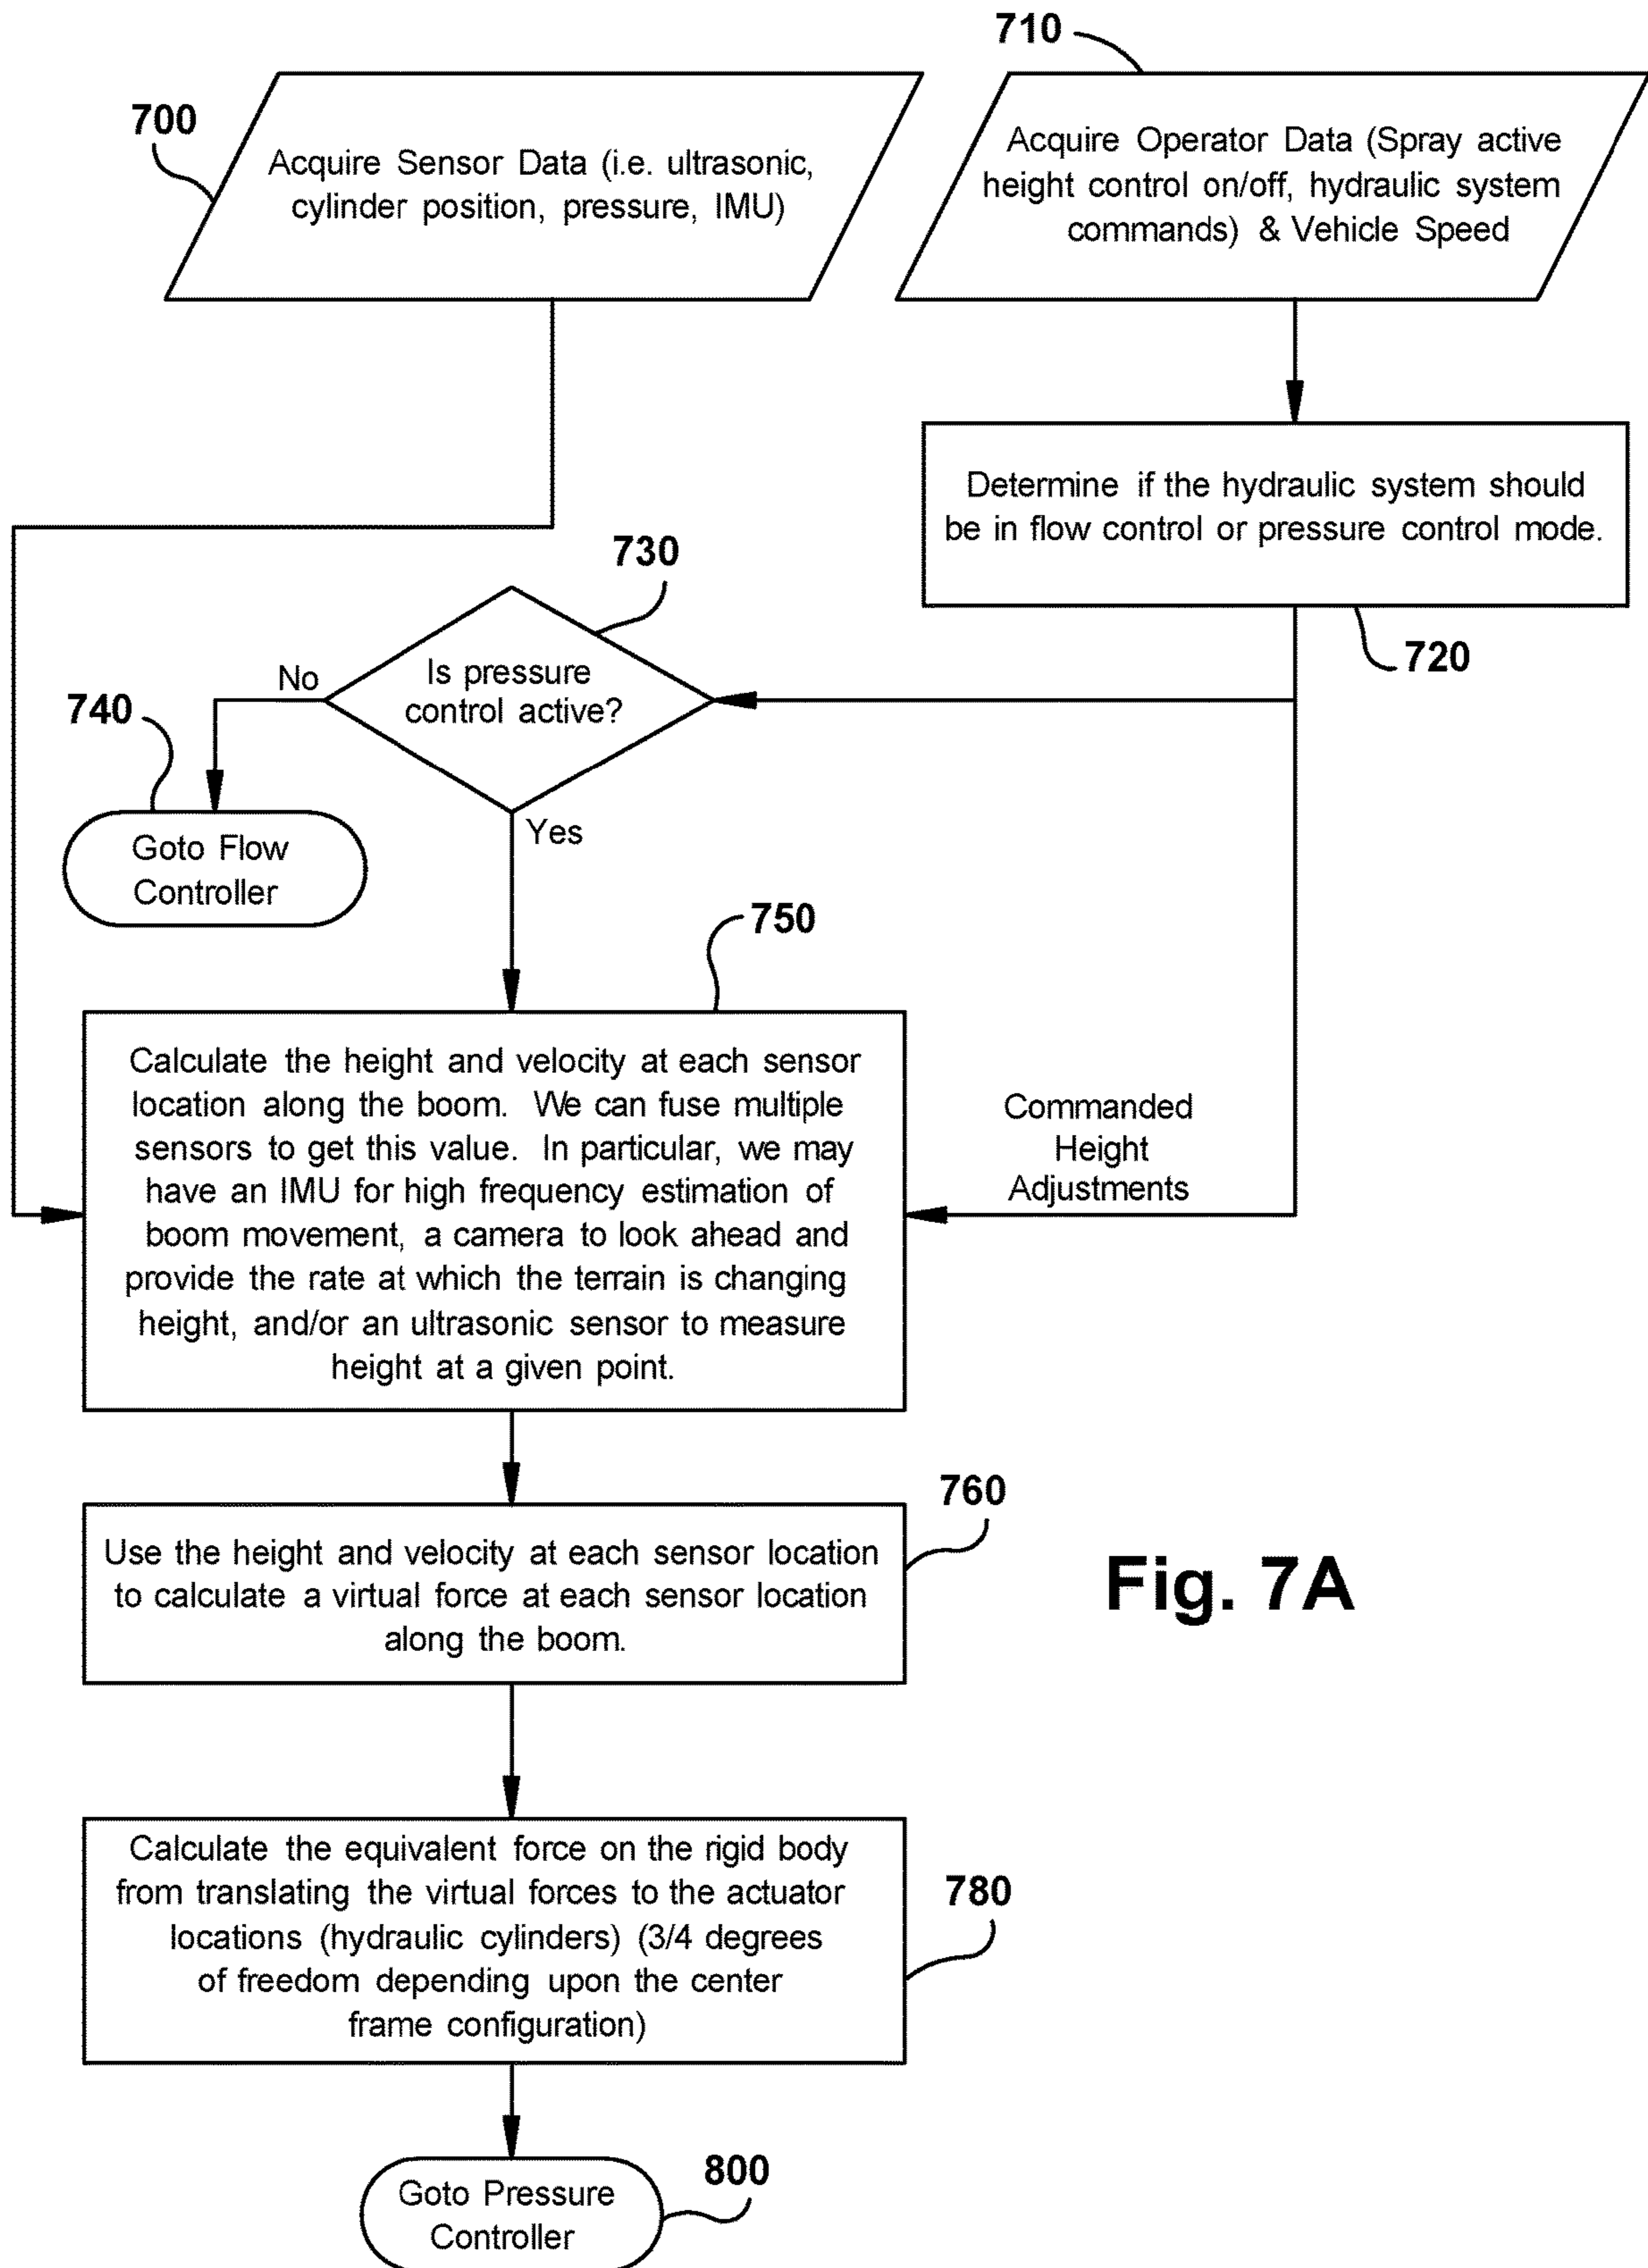 710
700
Acquire Sensor Data (i.e. ultrasonic,
cylinder position, pressure, IMU)
Acquire Operator Data (Spray active
height control on/off, hydraulic system
commands) & Vehicle Speed
Determine if the hydraulic system should
be in flow control or pressure control mode.
720
730
Is pressure
control active?
No
Yes
740
Goto Flow
Controller
750
Calculate the height and velocity at each sensor
location along the boom. We can fuse multiple
sensors to get this value. In particular, we may
have an IMU for high frequency estimation of
boom movement, a camera to look ahead and
provide the rate at which the terrain is changing
height, and/or an ultrasonic sensor to measure
height at a given point.
Commanded
Height
Adjustments
760
Use the height and velocity at each sensor location
to calculate a virtual force at each sensor location
along the boom.
Fig. 7A
780
Calculate the equivalent force on the rigid body
from translating the virtual forces to the actuator
locations (hydraulic cylinders) (3/4 degrees
of freedom depending upon the center
frame configuration)
800
Goto Pressure
Controller